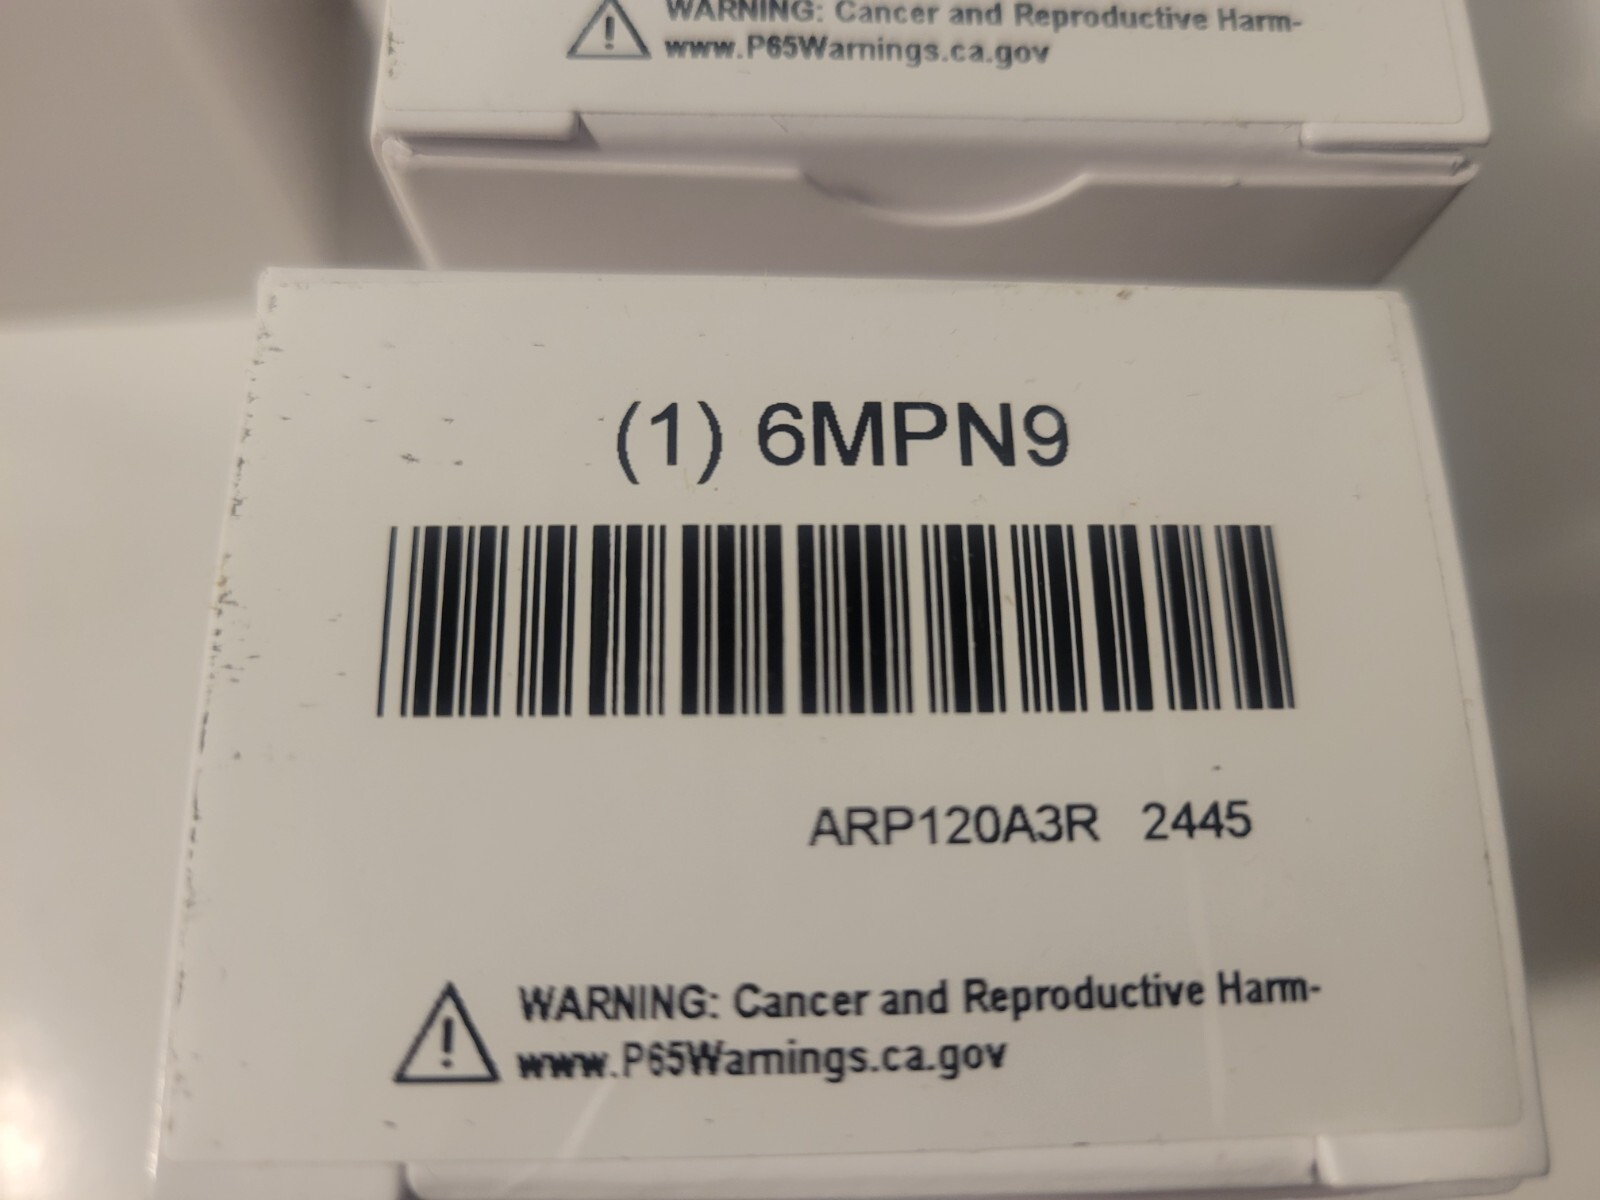 WARNING: Cancer and Reproductive Harm-
www.P65Warnings.ca.gov
(1) 6MPN9
ARP120A3R 2445
WARNING: Cancer and Reproductive Harm-
www.P65Warnings.ca.gov